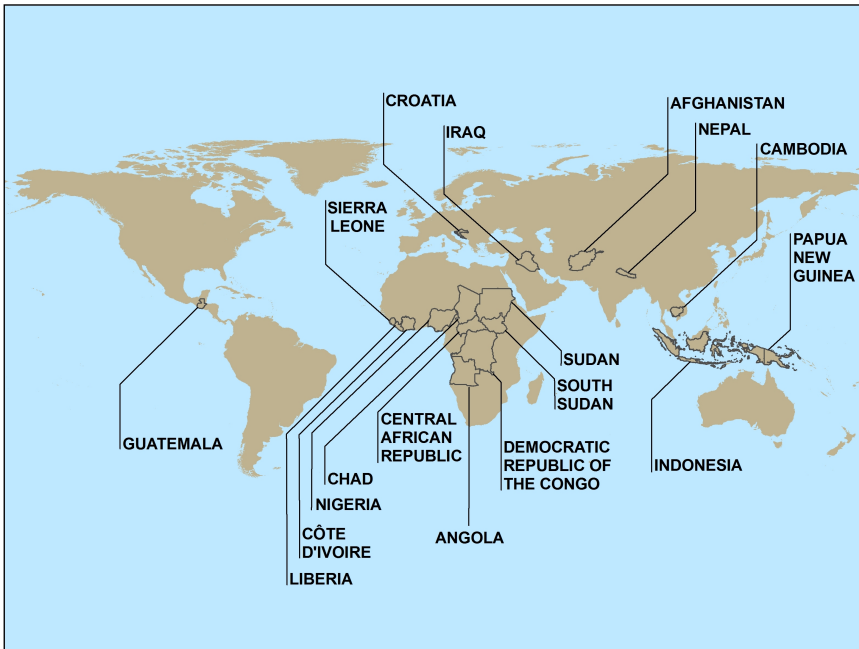 CROATIA
AFGHANISTAN
IRAQ
NEPAL
CAMBODIA
SIERRA
LEONE
PAPUA
NEW
GUINEA
SUDAN
SOUTH
SUDAN
GUATEMALA
CENTRAL
AFRICAN
REPUBLIC
DEMOCRATIC
REPUBLIC OF
THE CONGO
INDONESIA
CHAD
NIGERIA
ANGOLA
CÔTE
D'IVOIRE
LIBERIA